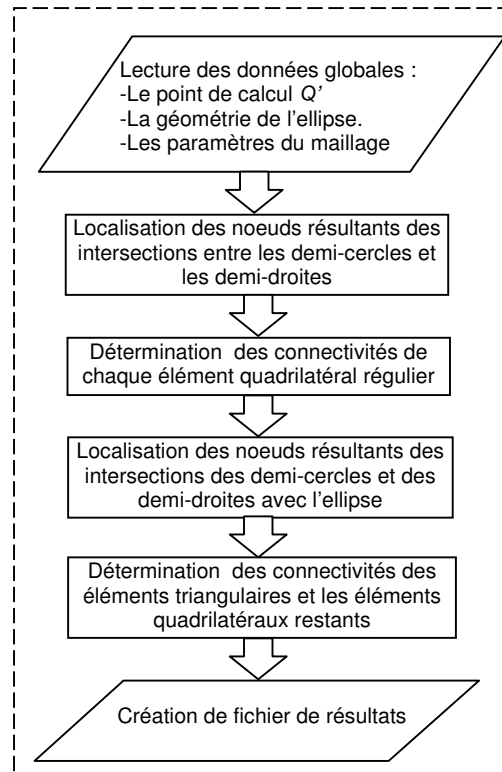 Lecture des données globales :
-Le point de calcul Q'
-La géométrie de l'ellipse.
-Les paramètres du maillage
Localisation des noeuds résultants des
intersections entre les demi-cercles et
les demi-droites
Détermination des connectivités de
chaque élément quadrilatéral régulier
Localisation des noeuds résultants des
intersections des demi-cercles et des
demi-droites avec l'ellipse
Détermination des connectivités des
éléments triangulaires et les éléments
quadrilatéraux restants
Création de fichier de résultats